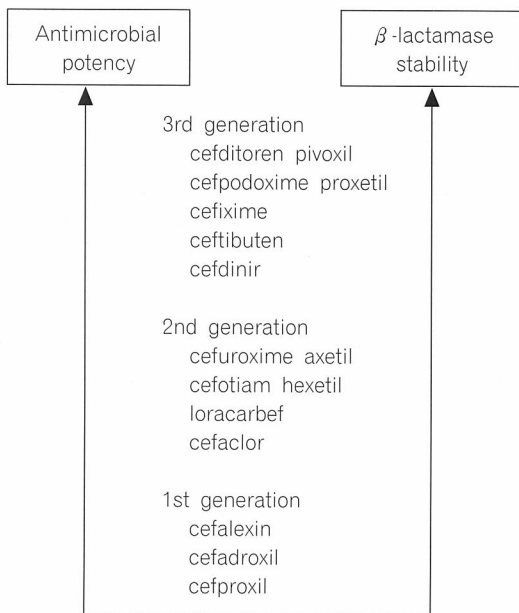 Antimicrobial
potency
β-lactamase
stability
3rd generation
cefditoren pivoxil
cefpodoxime proxetil
cefixime
ceftibuten
cefdinir
2nd generation
cefuroxime axetil
cefotiam hexetil
loracarbef
cefaclor
1st generation
cefalexin
cefadroxil
cefproxil